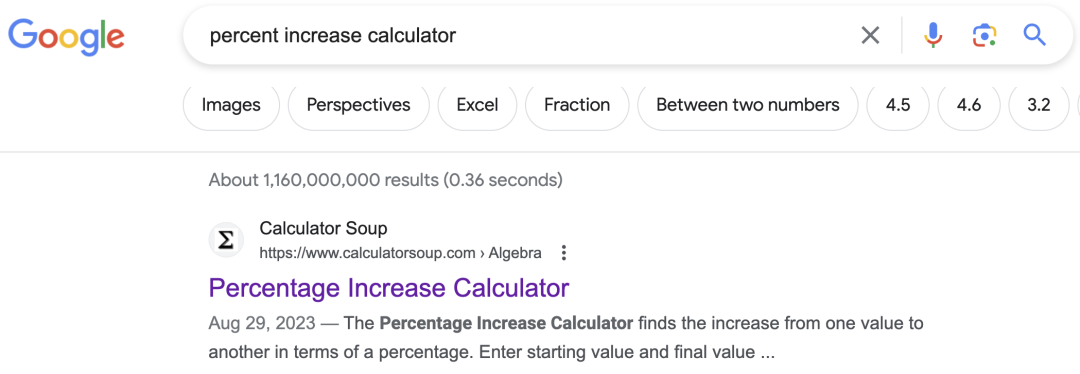 Google percent increase calculator
Images Perspectives Excel Fraction Between two numbers 4.5 4.6 3.2
About 1,160,000,000 results (0.36 seconds)
Σ Calculator Soup
https://www.calculatorsoup.com › Algebra
Percentage Increase Calculator
Aug 29, 2023 — The Percentage Increase Calculator finds the increase from one value to
another in terms of a percentage. Enter starting value and final value ...